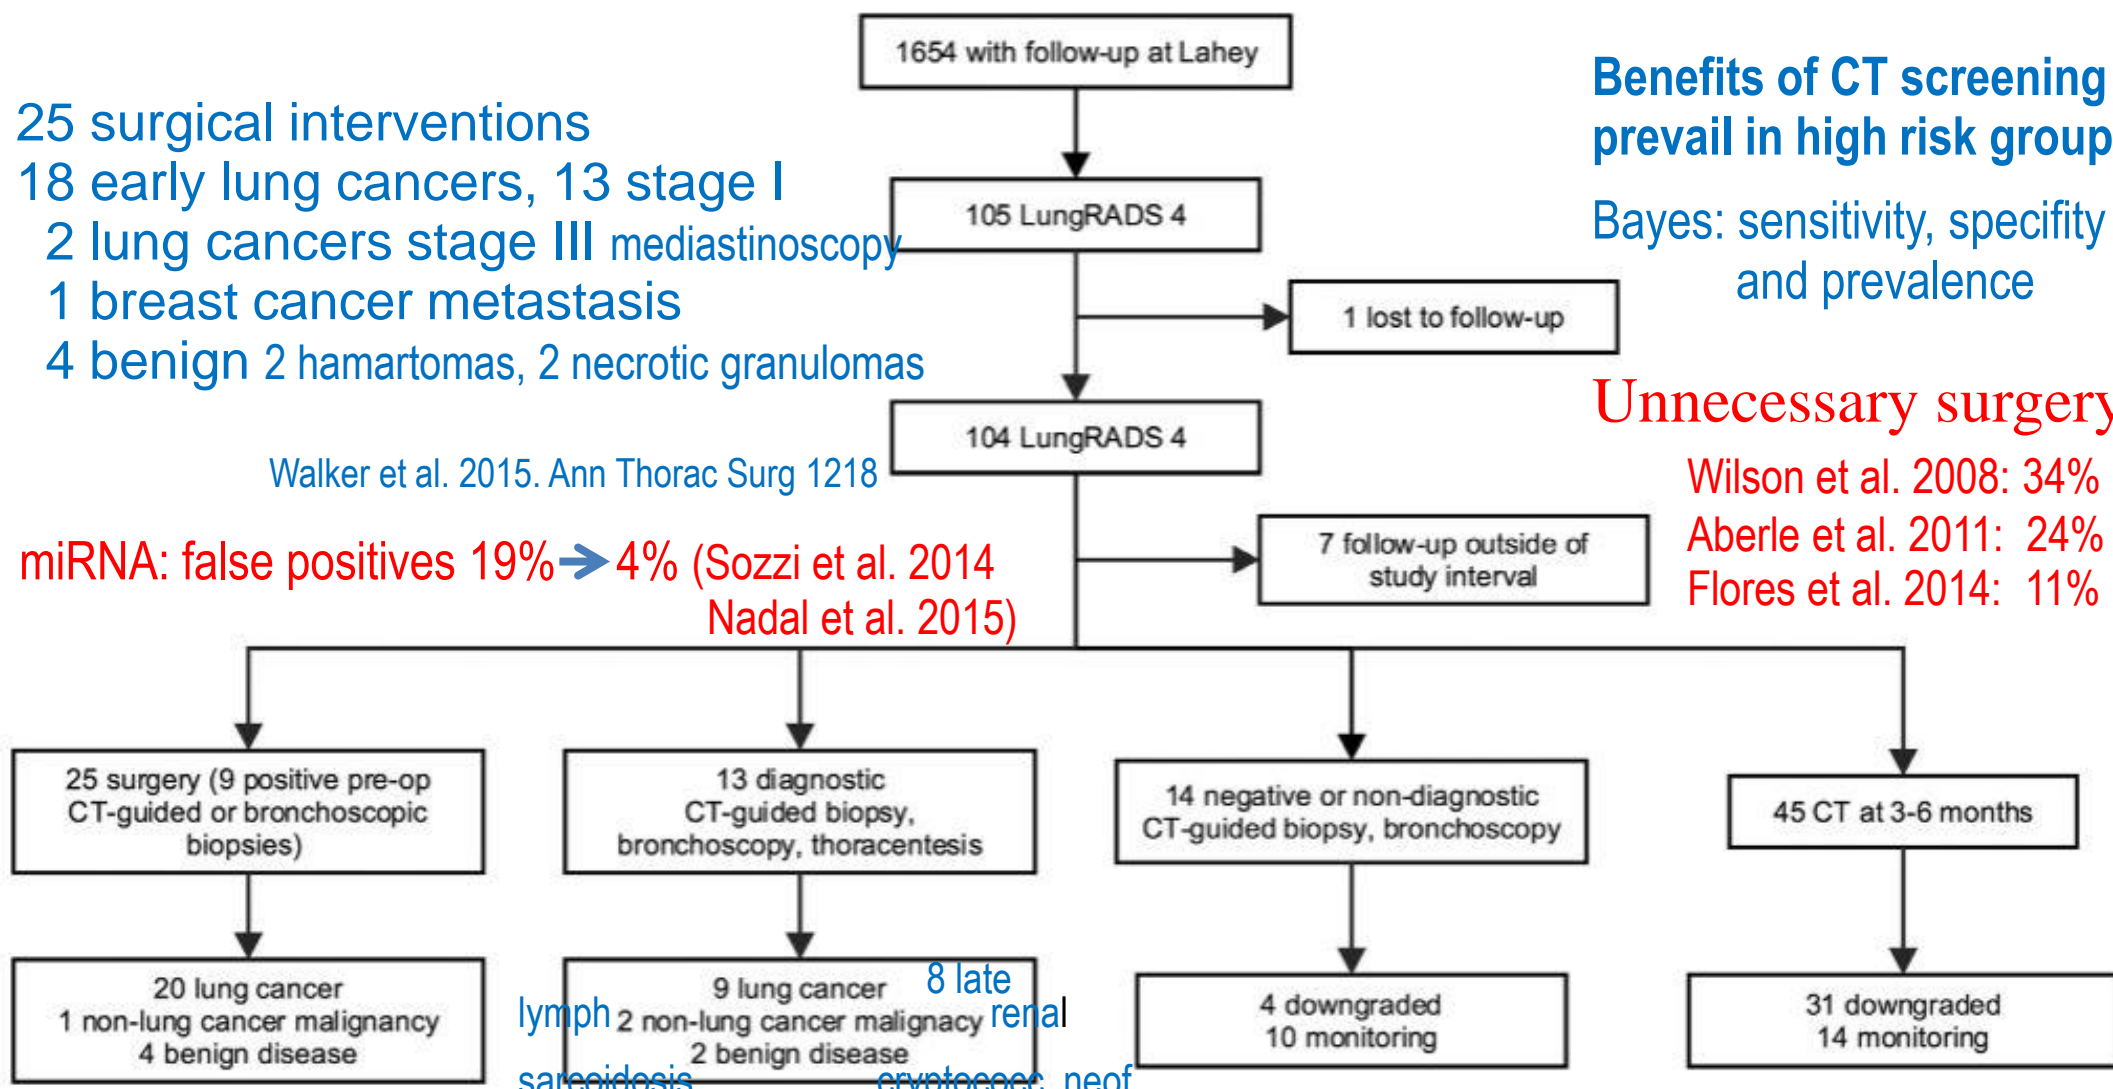 1654 with follow-up at Lahey
25 surgical interventions
18 early lung cancers, 13 stage I
2 lung cancers stage III mediastinoscopy
1 breast cancer metastasis
4 benign 2 hamartomas, 2 necrotic granulomas
Walker et al. 2015. Ann Thorac Surg 1218
miRNA: false positives 19% → 4% (Sozzi et al. 2014
Nadal et al. 2015)
105 LungRADS 4
1 lost to follow-up
104 LungRADS 4
7 follow-up outside of
study interval
Benefits of CT screening
prevail in high risk group
Bayes: sensitivity, specifity
and prevalence
Unnecessary surgery
Wilson et al. 2008: 34%
Aberle et al. 2011: 24%
Flores et al. 2014: 11%
25 surgery (9 positive pre-op
CT-guided or bronchoscopic
biopsies)
13 diagnostic
CT-guided biopsy,
bronchoscopy, thoracentesis
14 negative or non-diagnostic
CT-guided biopsy, bronchoscopy
45 CT at 3-6 months
20 lung cancer
1 non-lung cancer malignancy
4 benign disease
9 lung cancer 8 late
lymph 2 non-lung cancer malignacy renal
2 benign disease
sarcoidosis cryptococc. neof
4 downgraded
10 monitoring
31 downgraded
14 monitoring